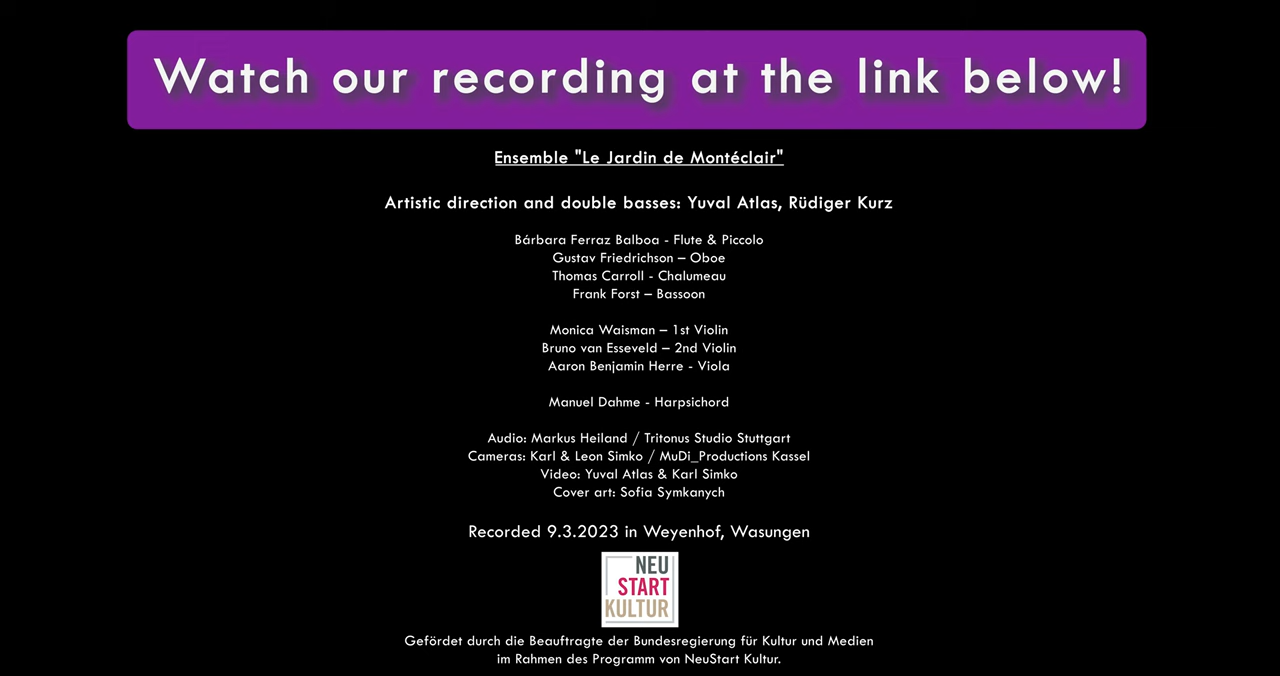 Watch our recording at the link below!
Ensemble "Le Jardin de Montéclair"
Artistic direction and double basses: Yuval Atlas, Rüdiger Kurz
Bárbara Ferraz Balboa - Flute & Piccolo
Gustav Friedrichson – Oboe
Thomas Carroll - Chalumeau
Frank Forst – Bassoon
Monica Waisman – 1st Violin
Bruno van Esseveld – 2nd Violin
Aaron Benjamin Herre - Viola
Manuel Dahme - Harpsichord
Audio: Markus Heiland / Tritonus Studio Stuttgart
Cameras: Karl & Leon Simko / MuDi_Productions Kassel
Video: Yuval Atlas & Karl Simko
Cover art: Sofia Symkanych
Recorded 9.3.2023 in Weyenhof, Wasungen
NEU
START
KULTUR
Gefördet durch die Beauftragte der Bundesregierung für Kultur und Medien
im Rahmen des Programm von NeuStart Kultur.